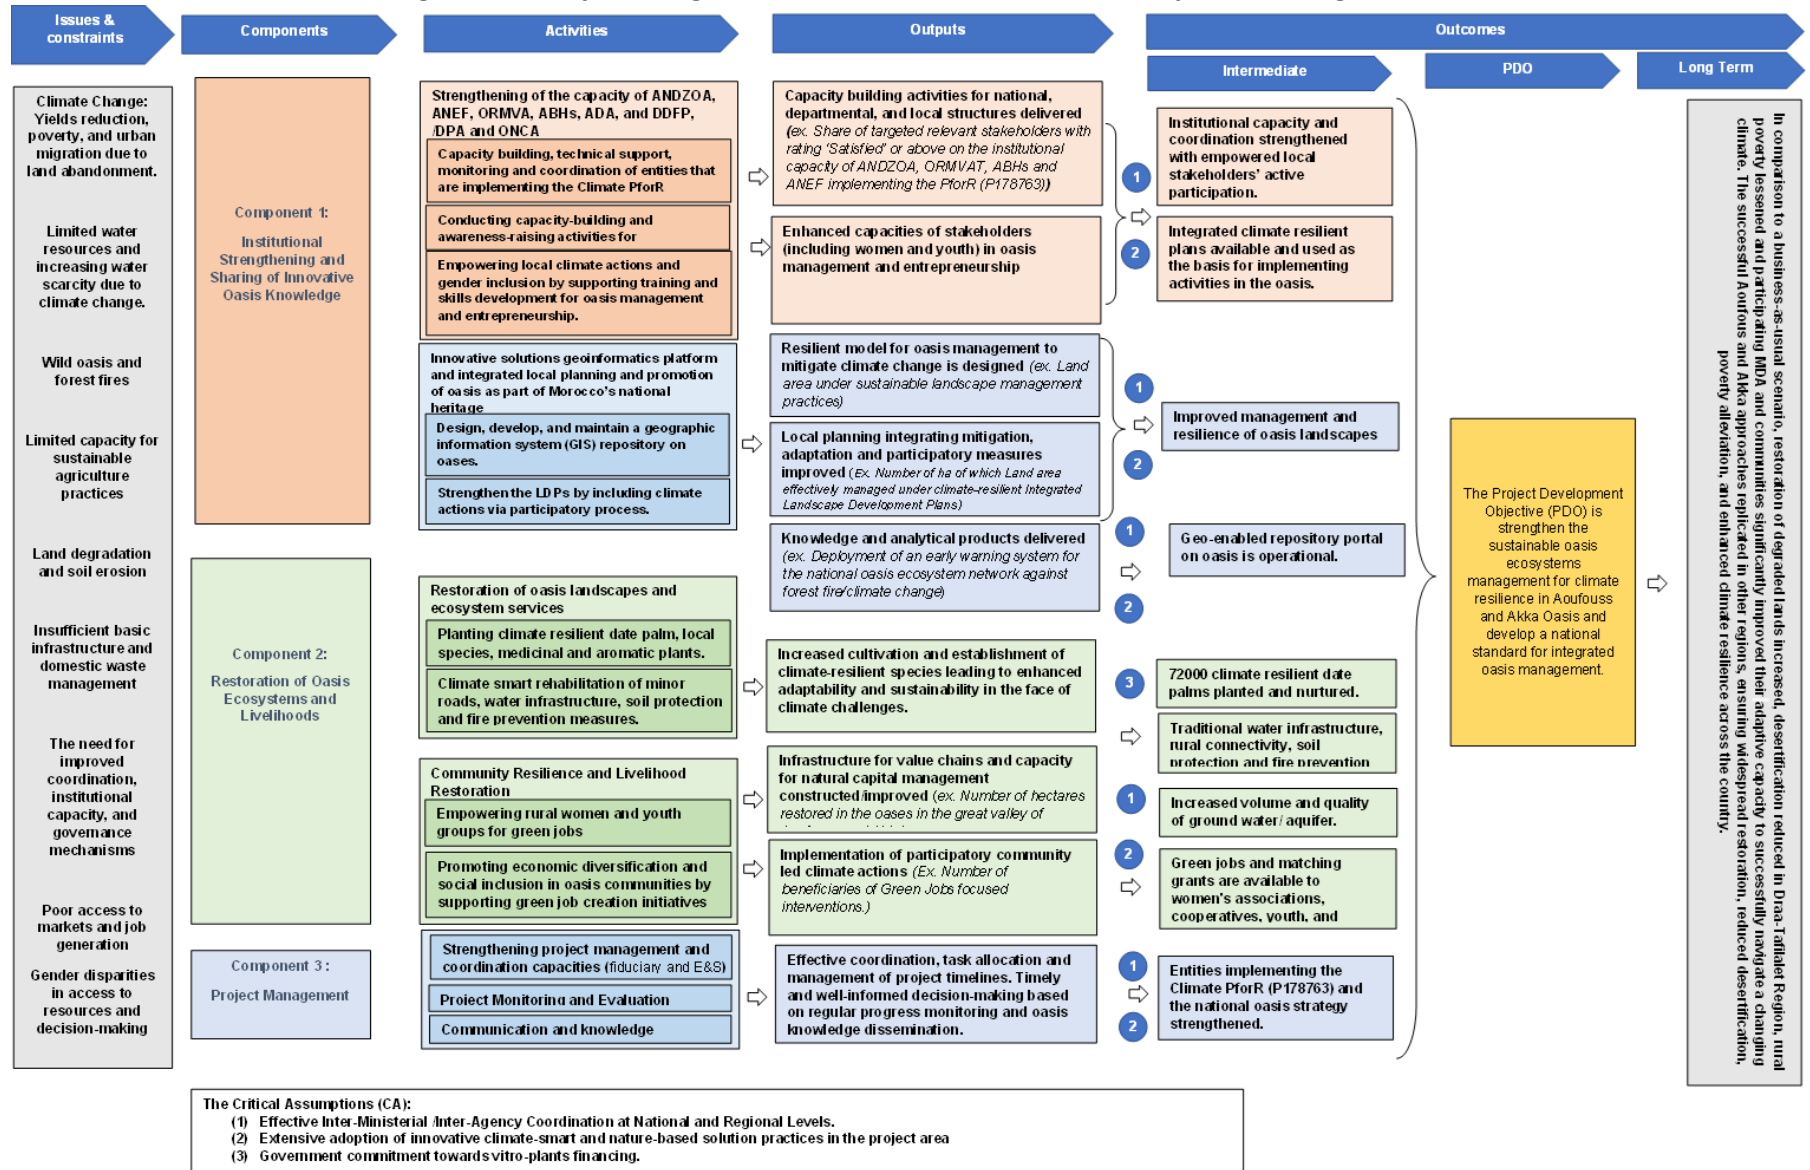 Issues &
constraints
Components
Activities
Outputs
Outcomes
Intermediate
PDO
Long Term
Climate Change:
Yields reduction,
poverty, and urban
migration due to
land abandonment.
Limited water
resources and
increasing water
scarcity due to
climate change.
Wild oasis and
forest fires
Limited capacity for
sustainable
agriculture
practices
Land degradation
and soil erosion
Insufficient basic
infrastructure and
domestic waste
management
The need for
improved
coordination,
institutional
capacity, and
governance
mechanisms
Poor access to
markets and job
generation
Gender disparities
in access to
resources and
decision-making
Component 1:
Institutional
Strengthening and
Sharing of Innovative
Oasis Knowledge
Component 2:
Restoration of Oasis
Ecosystems and
Livelihoods
Component 3 :
Project Management
Strengthening of the capacity of ANDZOA,
ANEF, ORMVA, ABHs, ADA, and DDFP,
/DPA and ONCA
Capacity building, technical support,
monitoring and coordination of entities that
are implementing the Climate PforR
Conducting capacity-building and
awareness-raising activities for
Empowering local climate actions and
gender inclusion by supporting training and
skills development for oasis management
and entrepreneurship.
Innovative solutions geoinformatics platform
and integrated local planning and promotion
of oasis as part of Morocco's national
heritage
Design, develop, and maintain a geographic
information system (GIS) repository on
oases.
Strengthen the LDPs by including climate
actions via participatory process.
Restoration of oasis landscapes and
ecosystem services
Planting climate resilient date palm, local
species, medicinal and aromatic plants.
Climate smart rehabilitation of minor
roads, water infrastructure, soil protection
and fire prevention measures.
Community Resilience and Livelihood
Restoration
Empowering rural women and youth
groups for green jobs
Promoting economic diversification and
social inclusion in oasis communities by
supporting green job creation initiatives
Strengthening project management and
coordination capacities (fiduciary and E&S)
Project Monitoring and Evaluation
Communication and knowledge
Capacity building activities for national,
departmental, and local structures delivered
(ex. Share of targeted relevant stakeholders with
rating 'Satisfied' or above on the institutional
capacity of ANDZOA, ORMVAT, ABHs and
ANEF implementing the PforR (P178763))
Enhanced capacities of stakeholders
(including women and youth) in oasis
management and entrepreneurship
Resilient model for oasis management to
mitigate climate change is designed (ex. Land
area under sustainable landscape management
practices)
Local planning integrating mitigation,
adaptation and participatory measures
improved (Ex. Number of ha of which Land area
effectively managed under climate-resilient Integrated
Landscape Development Plans)
Knowledge and analytical products delivered
(ex. Deployment of an early warning system for
the national oasis ecosystem network against
forest fire/climate change)
Increased cultivation and establishment of
climate-resilient species leading to enhanced
adaptability and sustainability in the face of
climate challenges.
Infrastructure for value chains and capacity
for natural capital management
constructed/improved (ex. Number of hectares
restored in the oases in the great valley of
Implementation of participatory community
led climate actions (Ex. Number of
beneficiaries of Green Jobs focused
interventions.)
Effective coordination, task allocation and
management of project timelines. Timely
and well-informed decision-making based
on regular progress monitoring and oasis
knowledge dissemination.
1
2
1
2
1
2
3
1
2
1
2
Institutional capacity and
coordination strengthened
with empowered local
stakeholders' active
participation.
Integrated climate resilient
plans available and used as
the basis for implementing
activities in the oasis.
Improved management and
resilience of oasis landscapes
Geo-enabled repository portal
on oasis is operational.
72000 climate resilient date
palms planted and nurtured.
Traditional water infrastructure,
rural connectivity, soil
protection and fire prevention
Increased volume and quality
of ground water/ aquifer.
Green jobs and matching
grants are available to
women's associations,
cooperatives, youth, and
Entities implementing the
Climate PforR (P178763) and
the national oasis strategy
strengthened.
The Project Development
Objective (PDO) is
strengthen the
sustainable oasis
ecosystems
management for climate
resilience in Aoufouss
and Akka Oasis and
develop a national
standard for integrated
oasis management.
In comparison to a business-as-usual scenario, restoration of degraded lands increased, desertification reduced in Draa-Tafilalet Region, rural
poverty lessened and participating MDA and communities significantly improved their adaptive capacity to successfully navigate a changing
climate. The successful Aoufous and Akka approaches replicated in other regions, ensuring widespread restoration, reduced desertification,
poverty alleviation, and enhanced climate resilience across the country.
The Critical Assumptions (CA):
(1) Effective Inter-Ministerial /Inter-Agency Coordination at National and Regional Levels.
(2) Extensive adoption of innovative climate-smart and nature-based solution practices in the project area
(3) Government commitment towards vitro-plants financing.